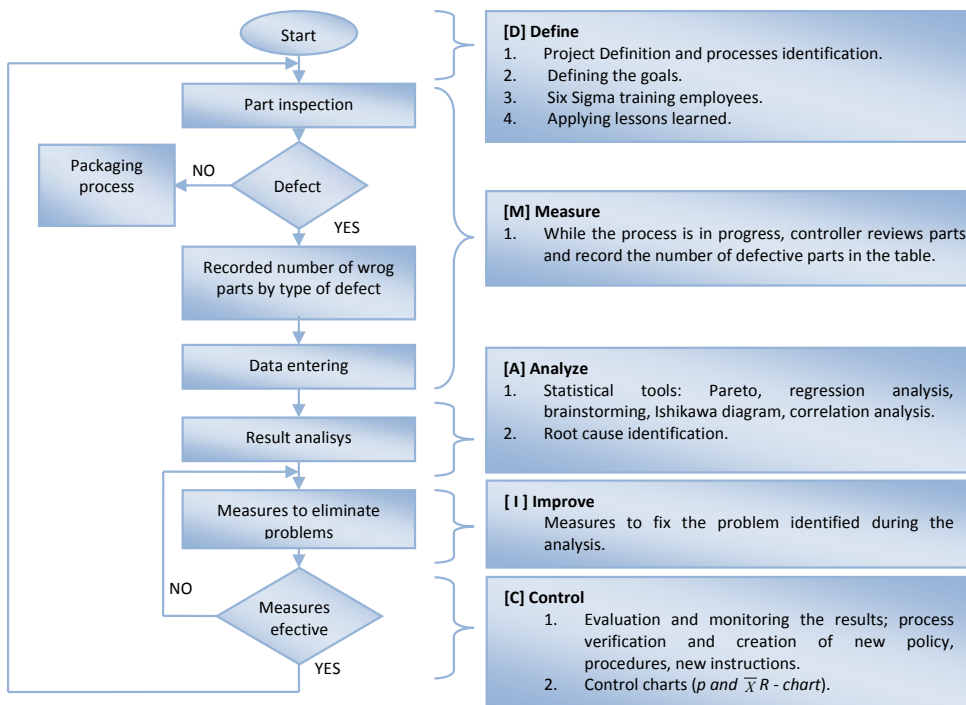 Start
Part inspection
Packaging
process
NO
Defect
YES
Recorded number of wrog
parts by type of defect
Data entering
Result analisys
Measures to eliminate
problems
NO
Measures
efective
YES
[D] Define
1. Project Definition and processes identification.
2. Defining the goals.
3. Six Sigma training employees.
4. Applying lessons learned.
[M] Measure
1. While the process is in progress, controller reviews parts
and record the number of defective parts in the table.
[A] Analyze
1. Statistical tools: Pareto, regression analysis,
brainstorming, Ishikawa diagram, correlation analysis.
2. Root cause identification.
[ I ] Improve
Measures to fix the problem identified during the
analysis.
[C] Control
1. Evaluation and monitoring the results; process
verification and creation of new policy,
procedures, new instructions.
2. Control charts (p and X̅ R - chart).